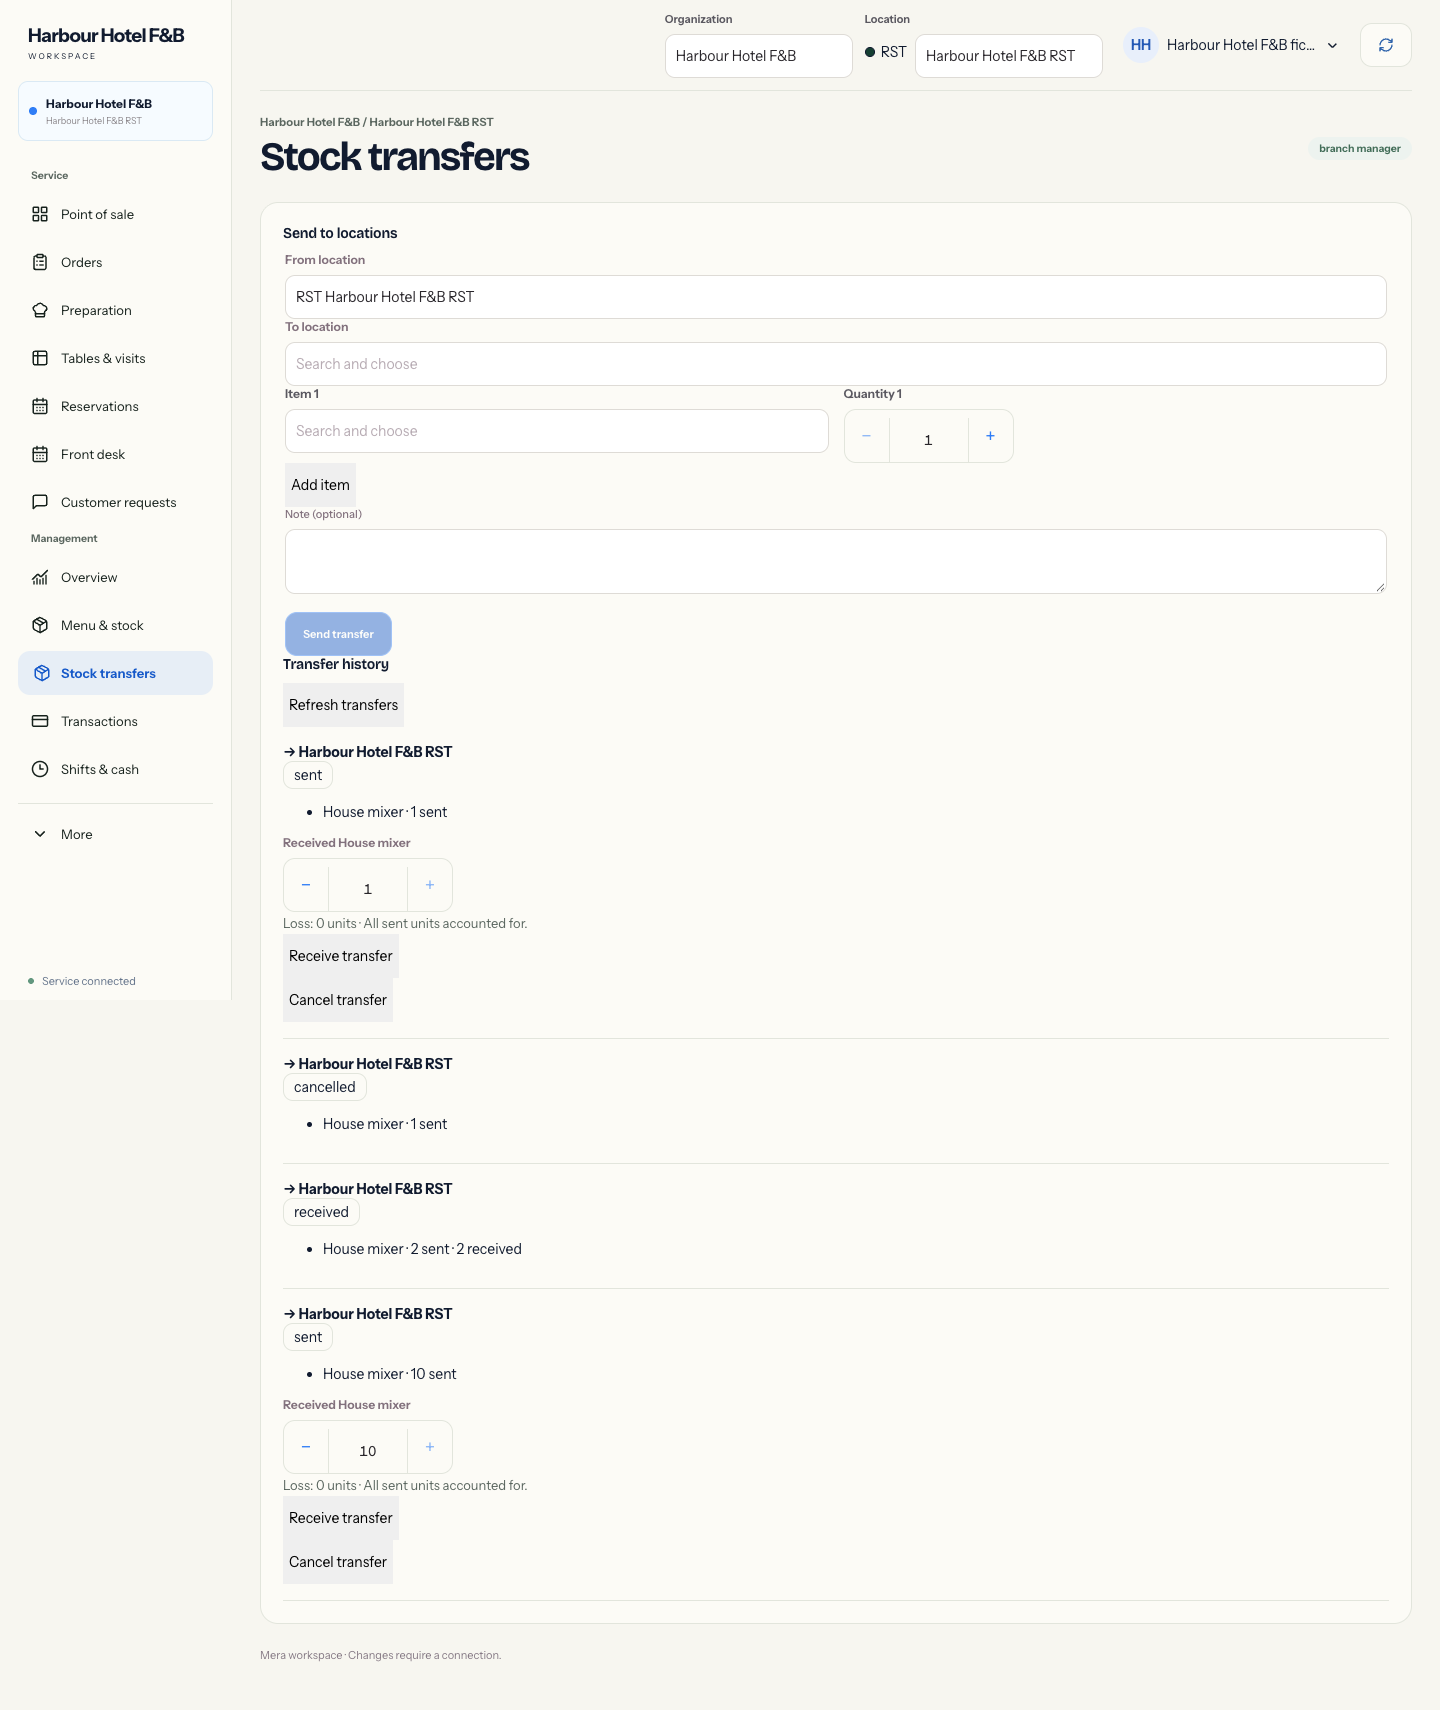 Harbour Hotel F&B
WORKSPACE
Harbour Hotel F&B
Harbour Hotel F&B RST
Service
Point of sale
Orders
Preparation
Tables & visits
Reservations
Front desk
Customer requests
Management
Overview
Menu & stock
Stock transfers
Transactions
Shifts & cash
More
Service connected
Organization
Harbour Hotel F&B
Location
RST
Harbour Hotel F&B RST
HH
Harbour Hotel F&B fic...
Harbour Hotel F&B / Harbour Hotel F&B RST
Stock transfers
branch manager
Send to locations
From location
RST Harbour Hotel F&B RST
To location
Search and choose
Item 1
Quantity 1
Search and choose
− 1 +
Add item
Note (optional)
Send transfer
Transfer history
Refresh transfers
→ Harbour Hotel F&B RST
sent
• House mixer · 1 sent
Received House mixer
− 1 +
Loss: 0 units · All sent units accounted for.
Receive transfer
Cancel transfer
→ Harbour Hotel F&B RST
cancelled
• House mixer · 1 sent
→ Harbour Hotel F&B RST
received
• House mixer · 2 sent · 2 received
→ Harbour Hotel F&B RST
sent
• House mixer · 10 sent
Received House mixer
− 10 +
Loss: 0 units · All sent units accounted for.
Receive transfer
Cancel transfer
Mera workspace · Changes require a connection.